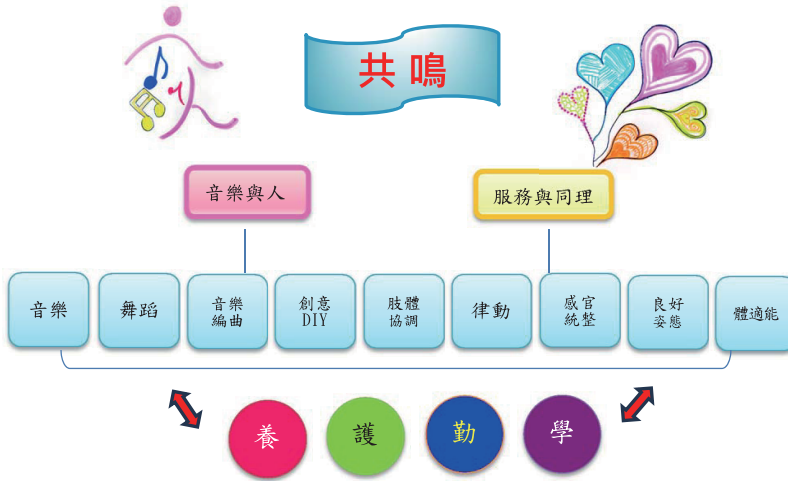 共鳴
音樂與人
服務與同理
音樂
舞蹈
音樂
編曲
創意
DIY
肢體
協調
律動
感官
統整
良好
姿態
體適能
養
護
勤
學